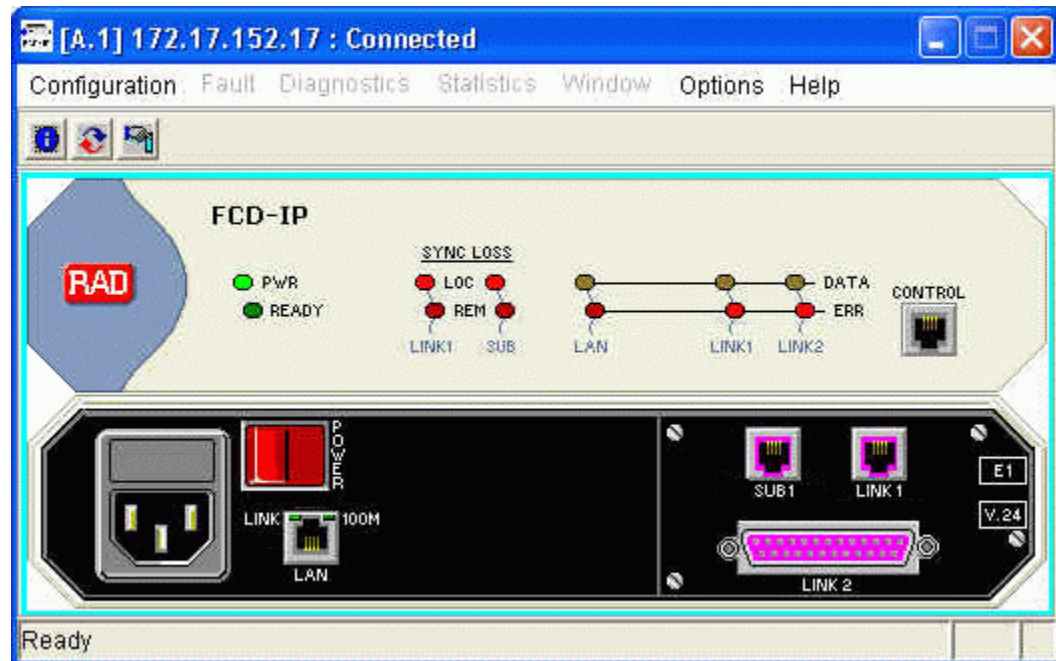 [A.1] 172.17.152.17 : Connected
Configuration Fault Diagnostics Statistics Window Options Help
FCD-IP
RAD
SYNC LOSS
PWR
LOC
DATA
READY
REM
ERR
CONTROL
LINK1 SUB LAN LINK1 LINK2
POWER
LINK 100M
LAN
SUB1 LINK 1
E1
V.24
LINK 2
Ready